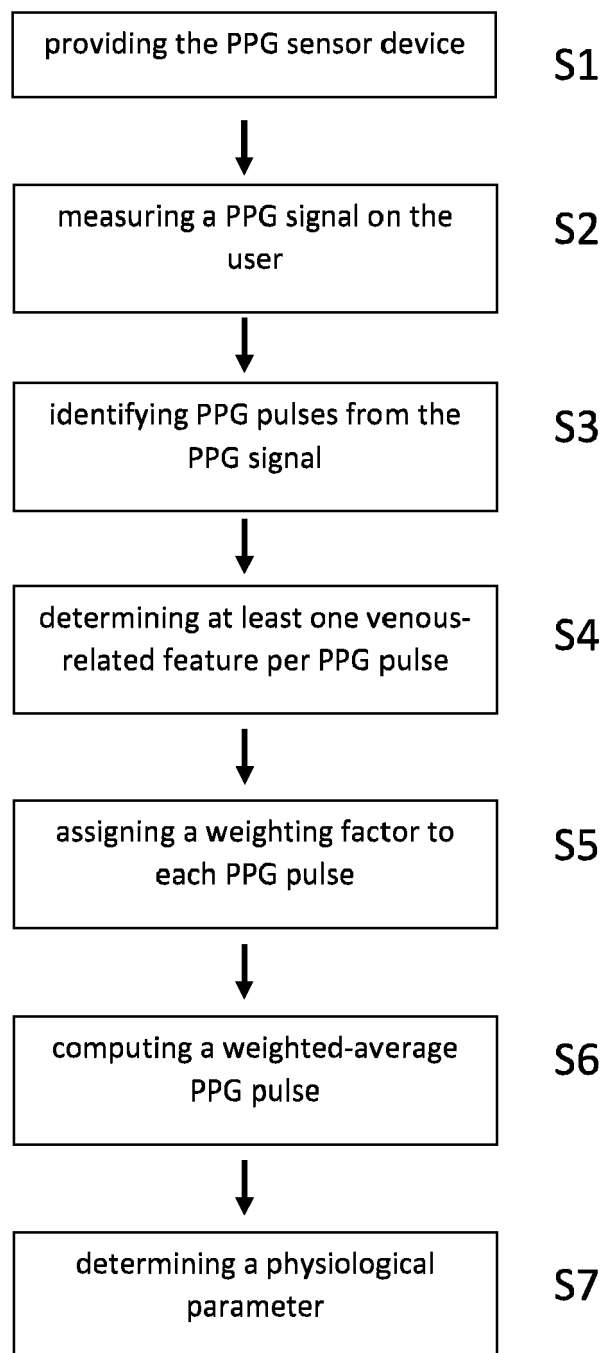 providing the PPG sensor device
S1
measuring a PPG signal on the
user
S2
identifying PPG pulses from the
PPG signal
S3
determining at least one venous-
related feature per PPG pulse
S4
assigning a weighting factor to
each PPG pulse
S5
computing a weighted-average
PPG pulse
S6
determining a physiological
parameter
S7